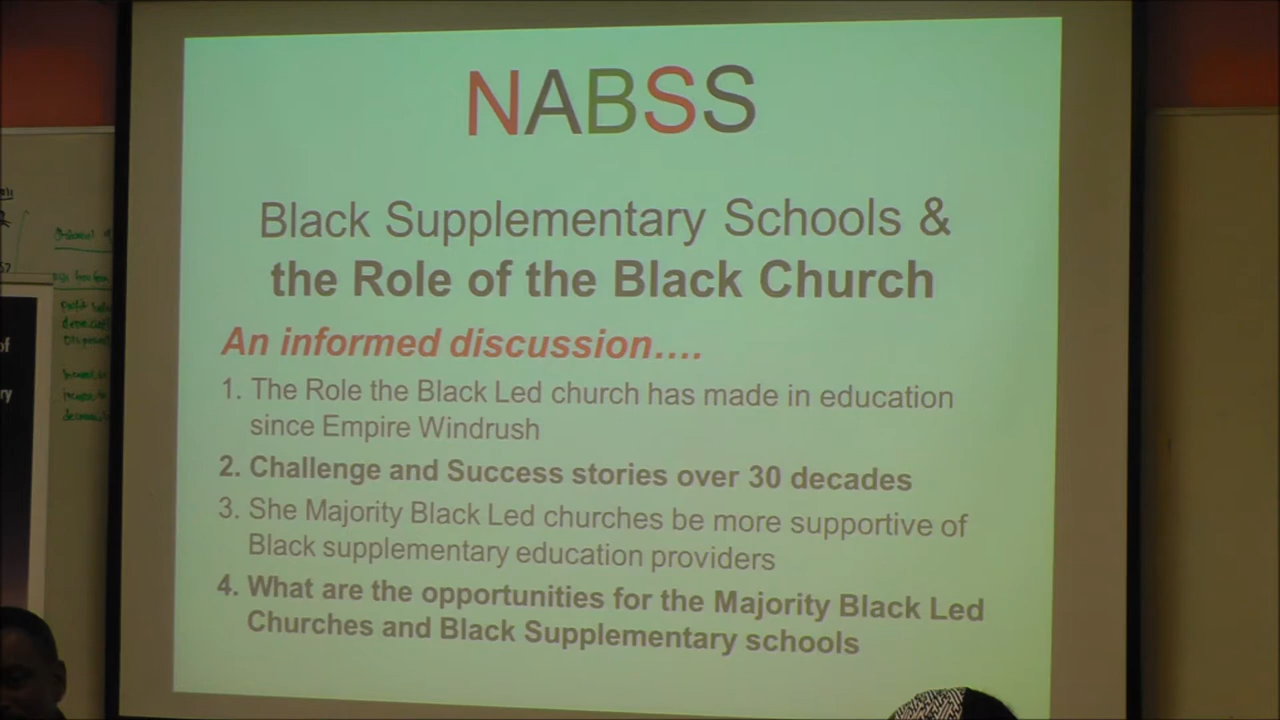 NABSS
Black Supplementary Schools &
the Role of the Black Church
An informed discussion....
1. The Role the Black Led church has made in education
since Empire Windrush
2. Challenge and Success stories over 30 decades
3. She Majority Black Led churches be more supportive of
Black supplementary education providers
4. What are the opportunities for the Majority Black Led
Churches and Black Supplementary schools
of
ry